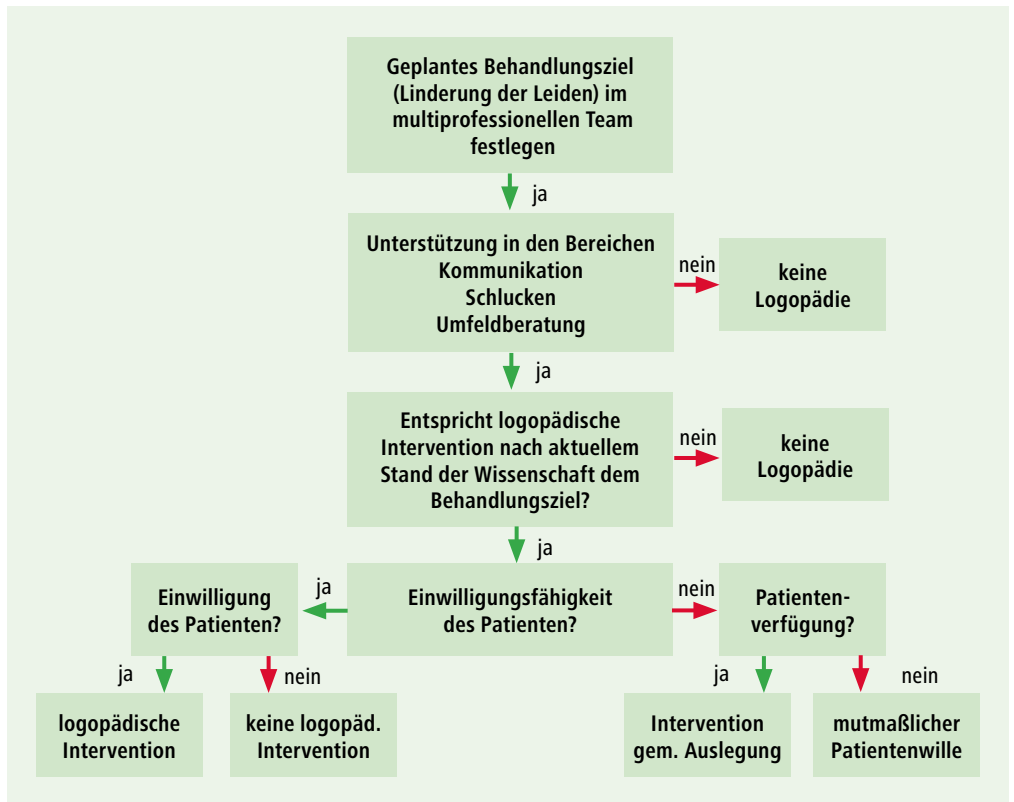 Geplantes Behandlungsziel
(Linderung der Leiden) im
multiprofessionellen Team
festlegen
ja
Unterstützung in den Bereichen
Kommunikation
Schlucken
Umfeldberatung
nein
keine
Logopädie
ja
Entspricht logopädische
Intervention nach aktuellem
Stand der Wissenschaft dem
Behandlungsziel?
nein
keine
Logopädie
ja
Einwilligung
des Patienten?
ja
Einwilligungsfähigkeit
des Patienten?
nein
Patienten-
verfügung?
ja
nein
ja
nein
logopädische
Intervention
keine logopäd.
Intervention
Intervention
gem. Auslegung
mutmaßlicher
Patientenwille